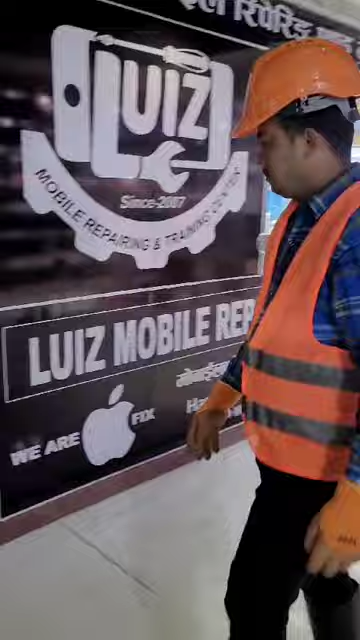 रिपेरिङ
LUIZ
MOBILE REPAIRING & TRAINING CENTER
Since-2007
LUIZ MOBILE REP
WE ARE FIX